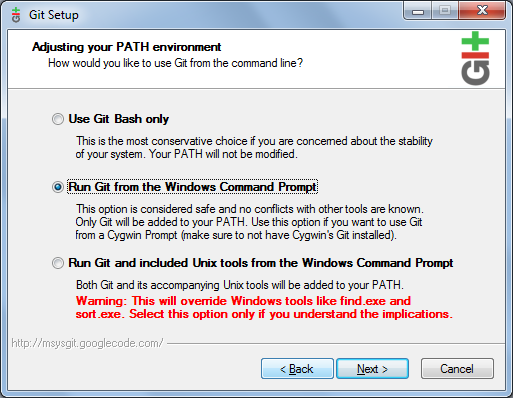 Git Setup
Adjusting your PATH environment
How would you like to use Git from the command line?
Use Git Bash only
This is the most conservative choice if you are concerned about the stability
of your system. Your PATH will not be modified.
Run Git from the Windows Command Prompt
This option is considered safe and no conflicts with other tools are known.
Only Git will be added to your PATH. Use this option if you want to use Git
from a Cygwin Prompt (make sure to not have Cygwin's Git installed).
Run Git and included Unix tools from the Windows Command Prompt
Both Git and its accompanying Unix tools will be added to your PATH.
Warning: This will override Windows tools like find.exe and
sort.exe. Select this option only if you understand the implications.
http://msysgit.googlecode.com/
< Back
Next >
Cancel